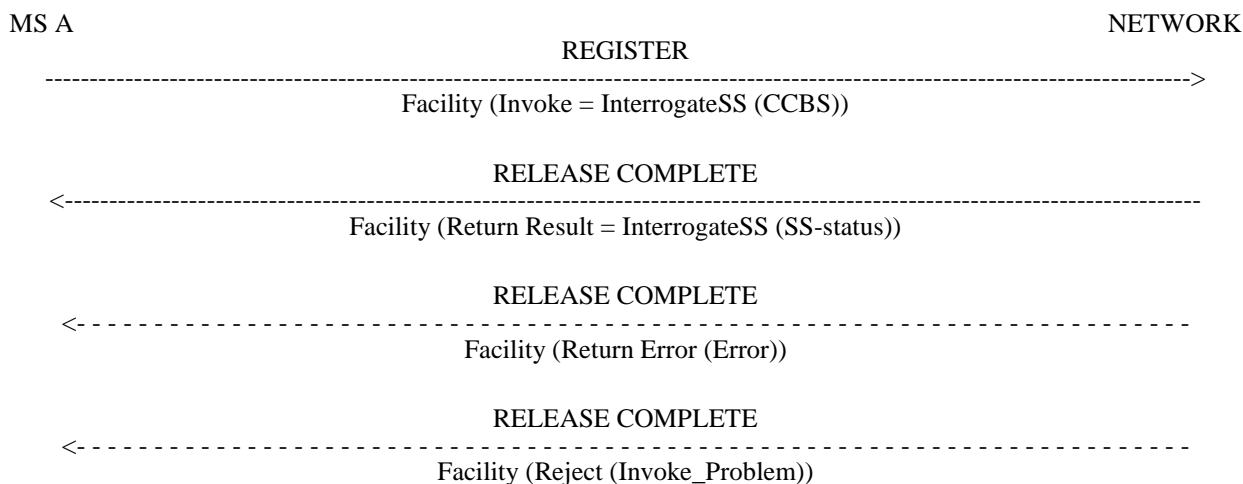 MS A NETWORK
REGISTER
Facility (Invoke = InterrogateSS (CCBS))
RELEASE COMPLETE
Facility (Return Result = InterrogateSS (SS-status))
RELEASE COMPLETE
Facility (Return Error (Error))
RELEASE COMPLETE
Facility (Reject (Invoke_Problem))